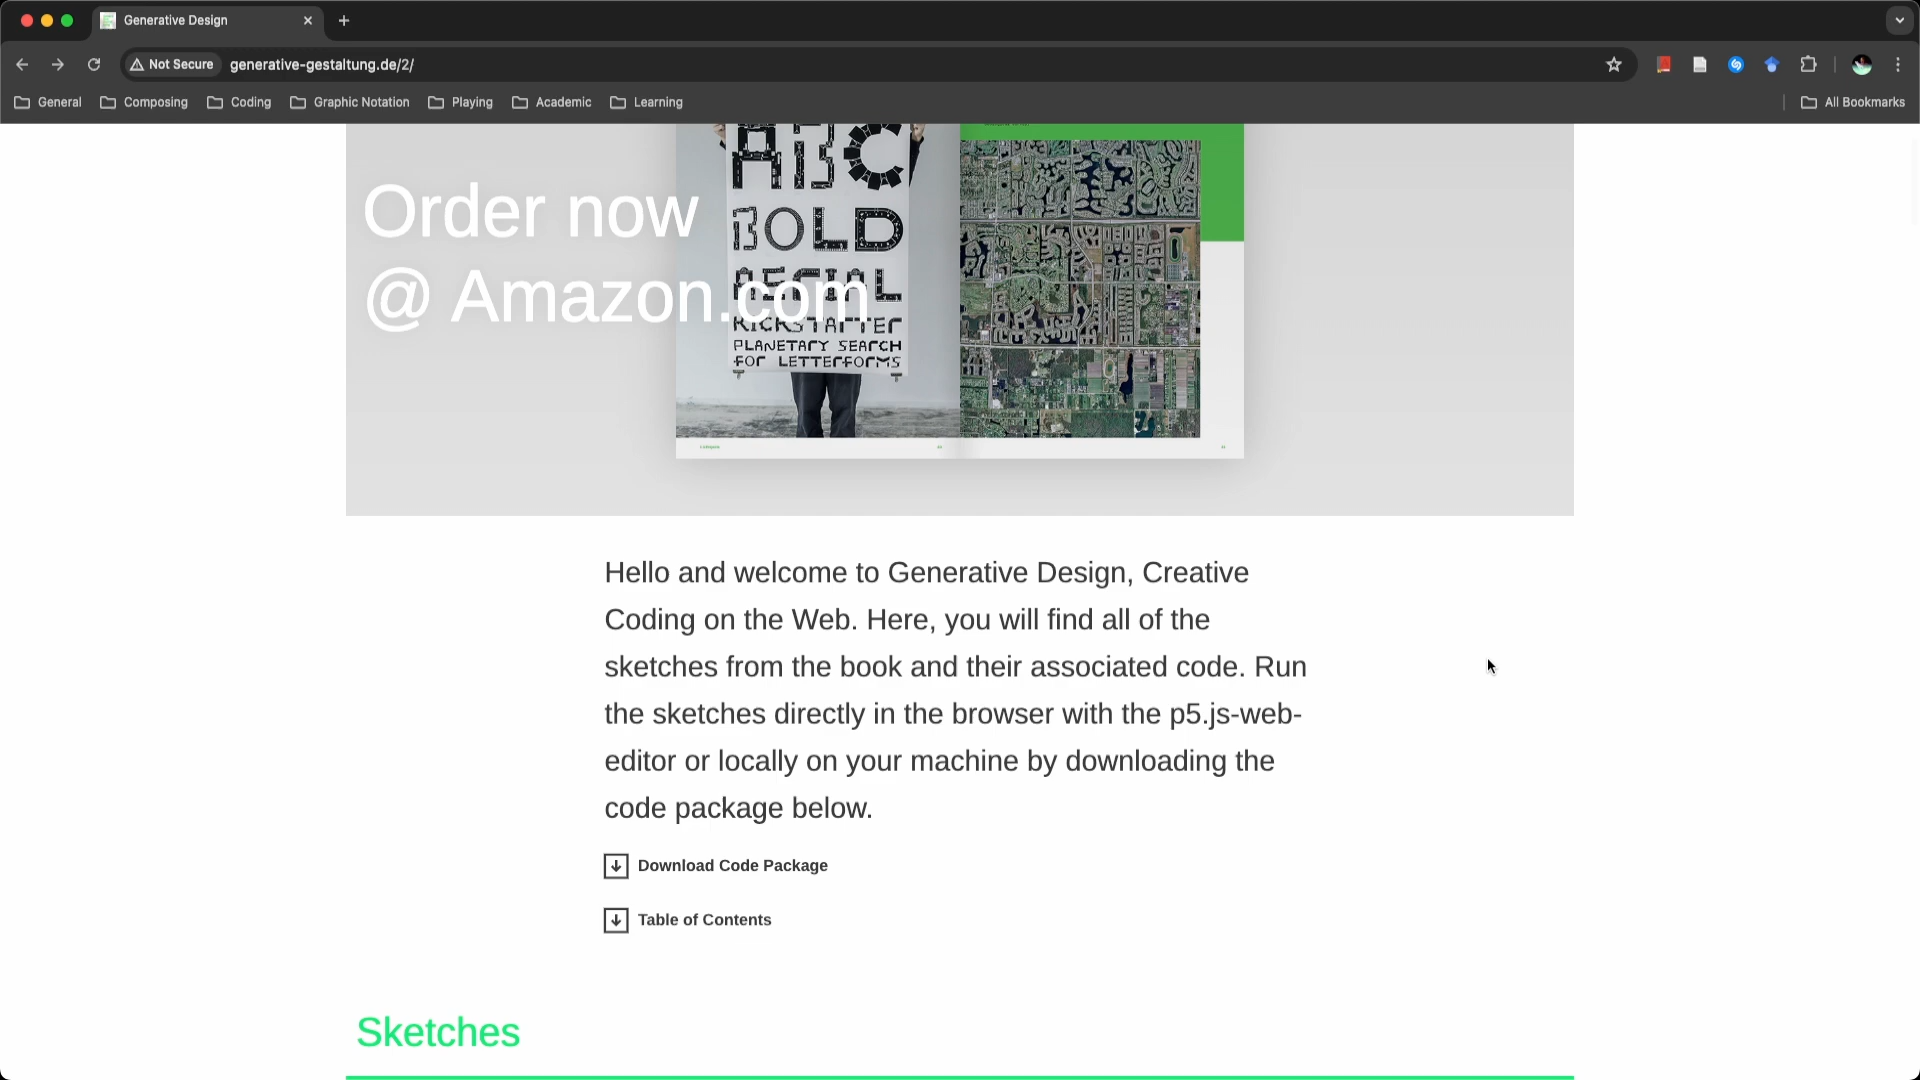 Generative Design
Not Secure
generative-gestaltung.de/2/
General
Composing
Coding
Graphic Notation
Playing
Academic
Learning
All Bookmarks
Order now
@ Amazon.com
ABC
BOLD
AERIAL
KICKSTARTER
PLANETARY SEARCH
FOR LETTERFORMS
Hello and welcome to Generative Design, Creative
Coding on the Web. Here, you will find all of the
sketches from the book and their associated code. Run
the sketches directly in the browser with the p5.js-web-
editor or locally on your machine by downloading the
code package below.
Download Code Package
Table of Contents
Sketches